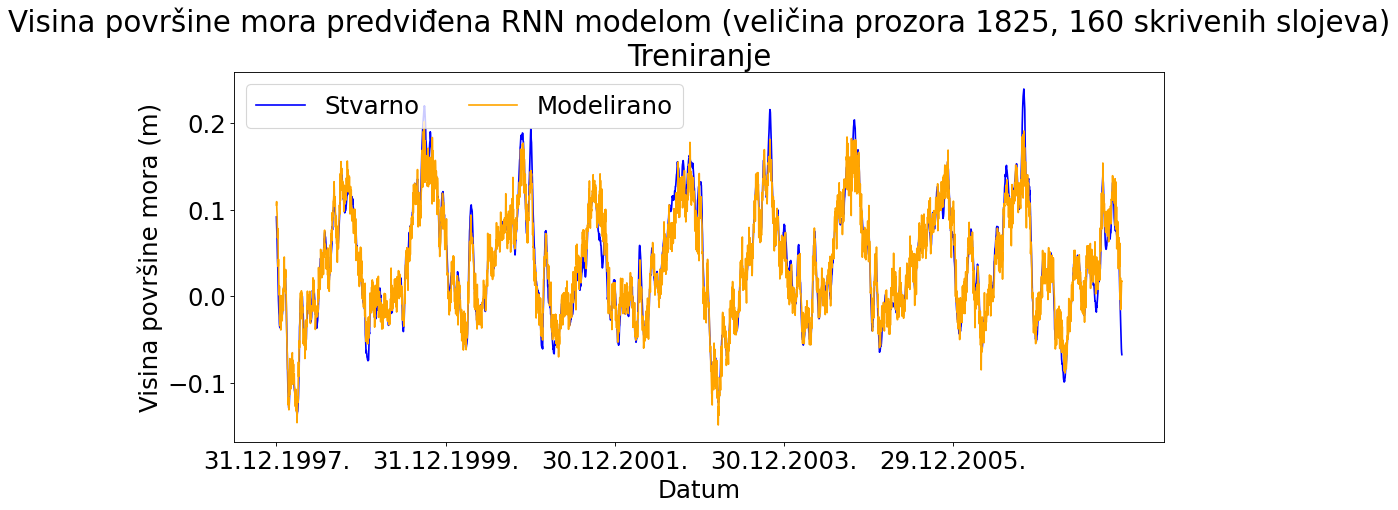 Visina površine mora predviđena RNN modelom (veličina prozora 1825, 160 skrivenih slojeva)
Treniranje
Stvarno Modelirano
Visina površine mora (m)
0.2
0.1
0.0
−0.1
31.12.1997. 31.12.1999. 30.12.2001. 30.12.2003. 29.12.2005.
Datum